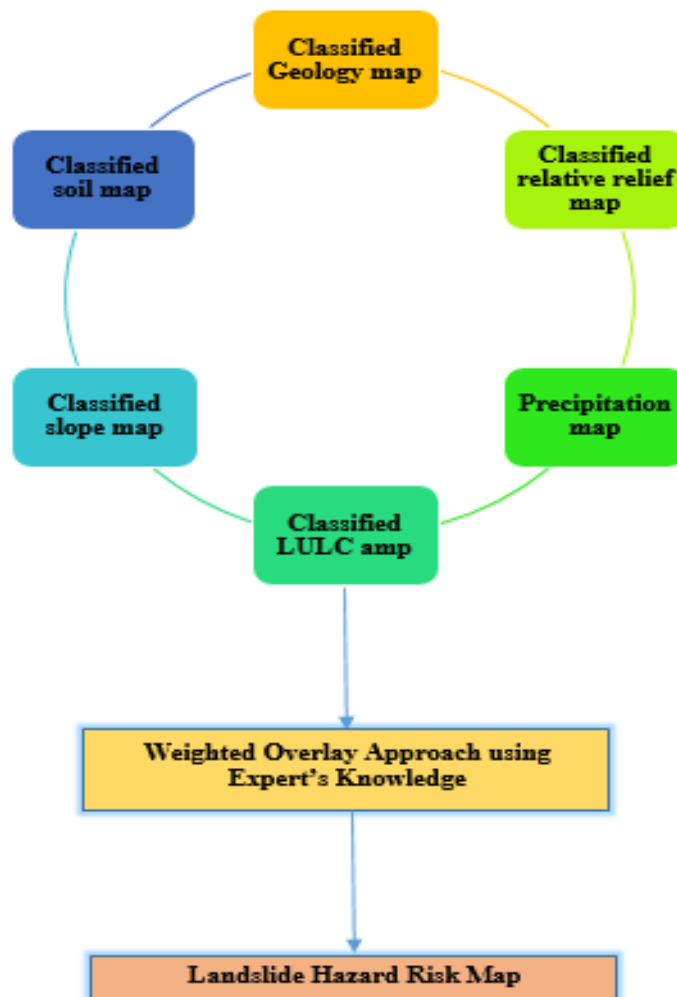 Classified
Geology map
Classified
soil map
Classified
relative relief
map
Classified
slope map
Precipitation
map
Classified
LULC amp
Weighted Overlay Approach using
Expert's Knowledge
Landslide Hazard Risk Map